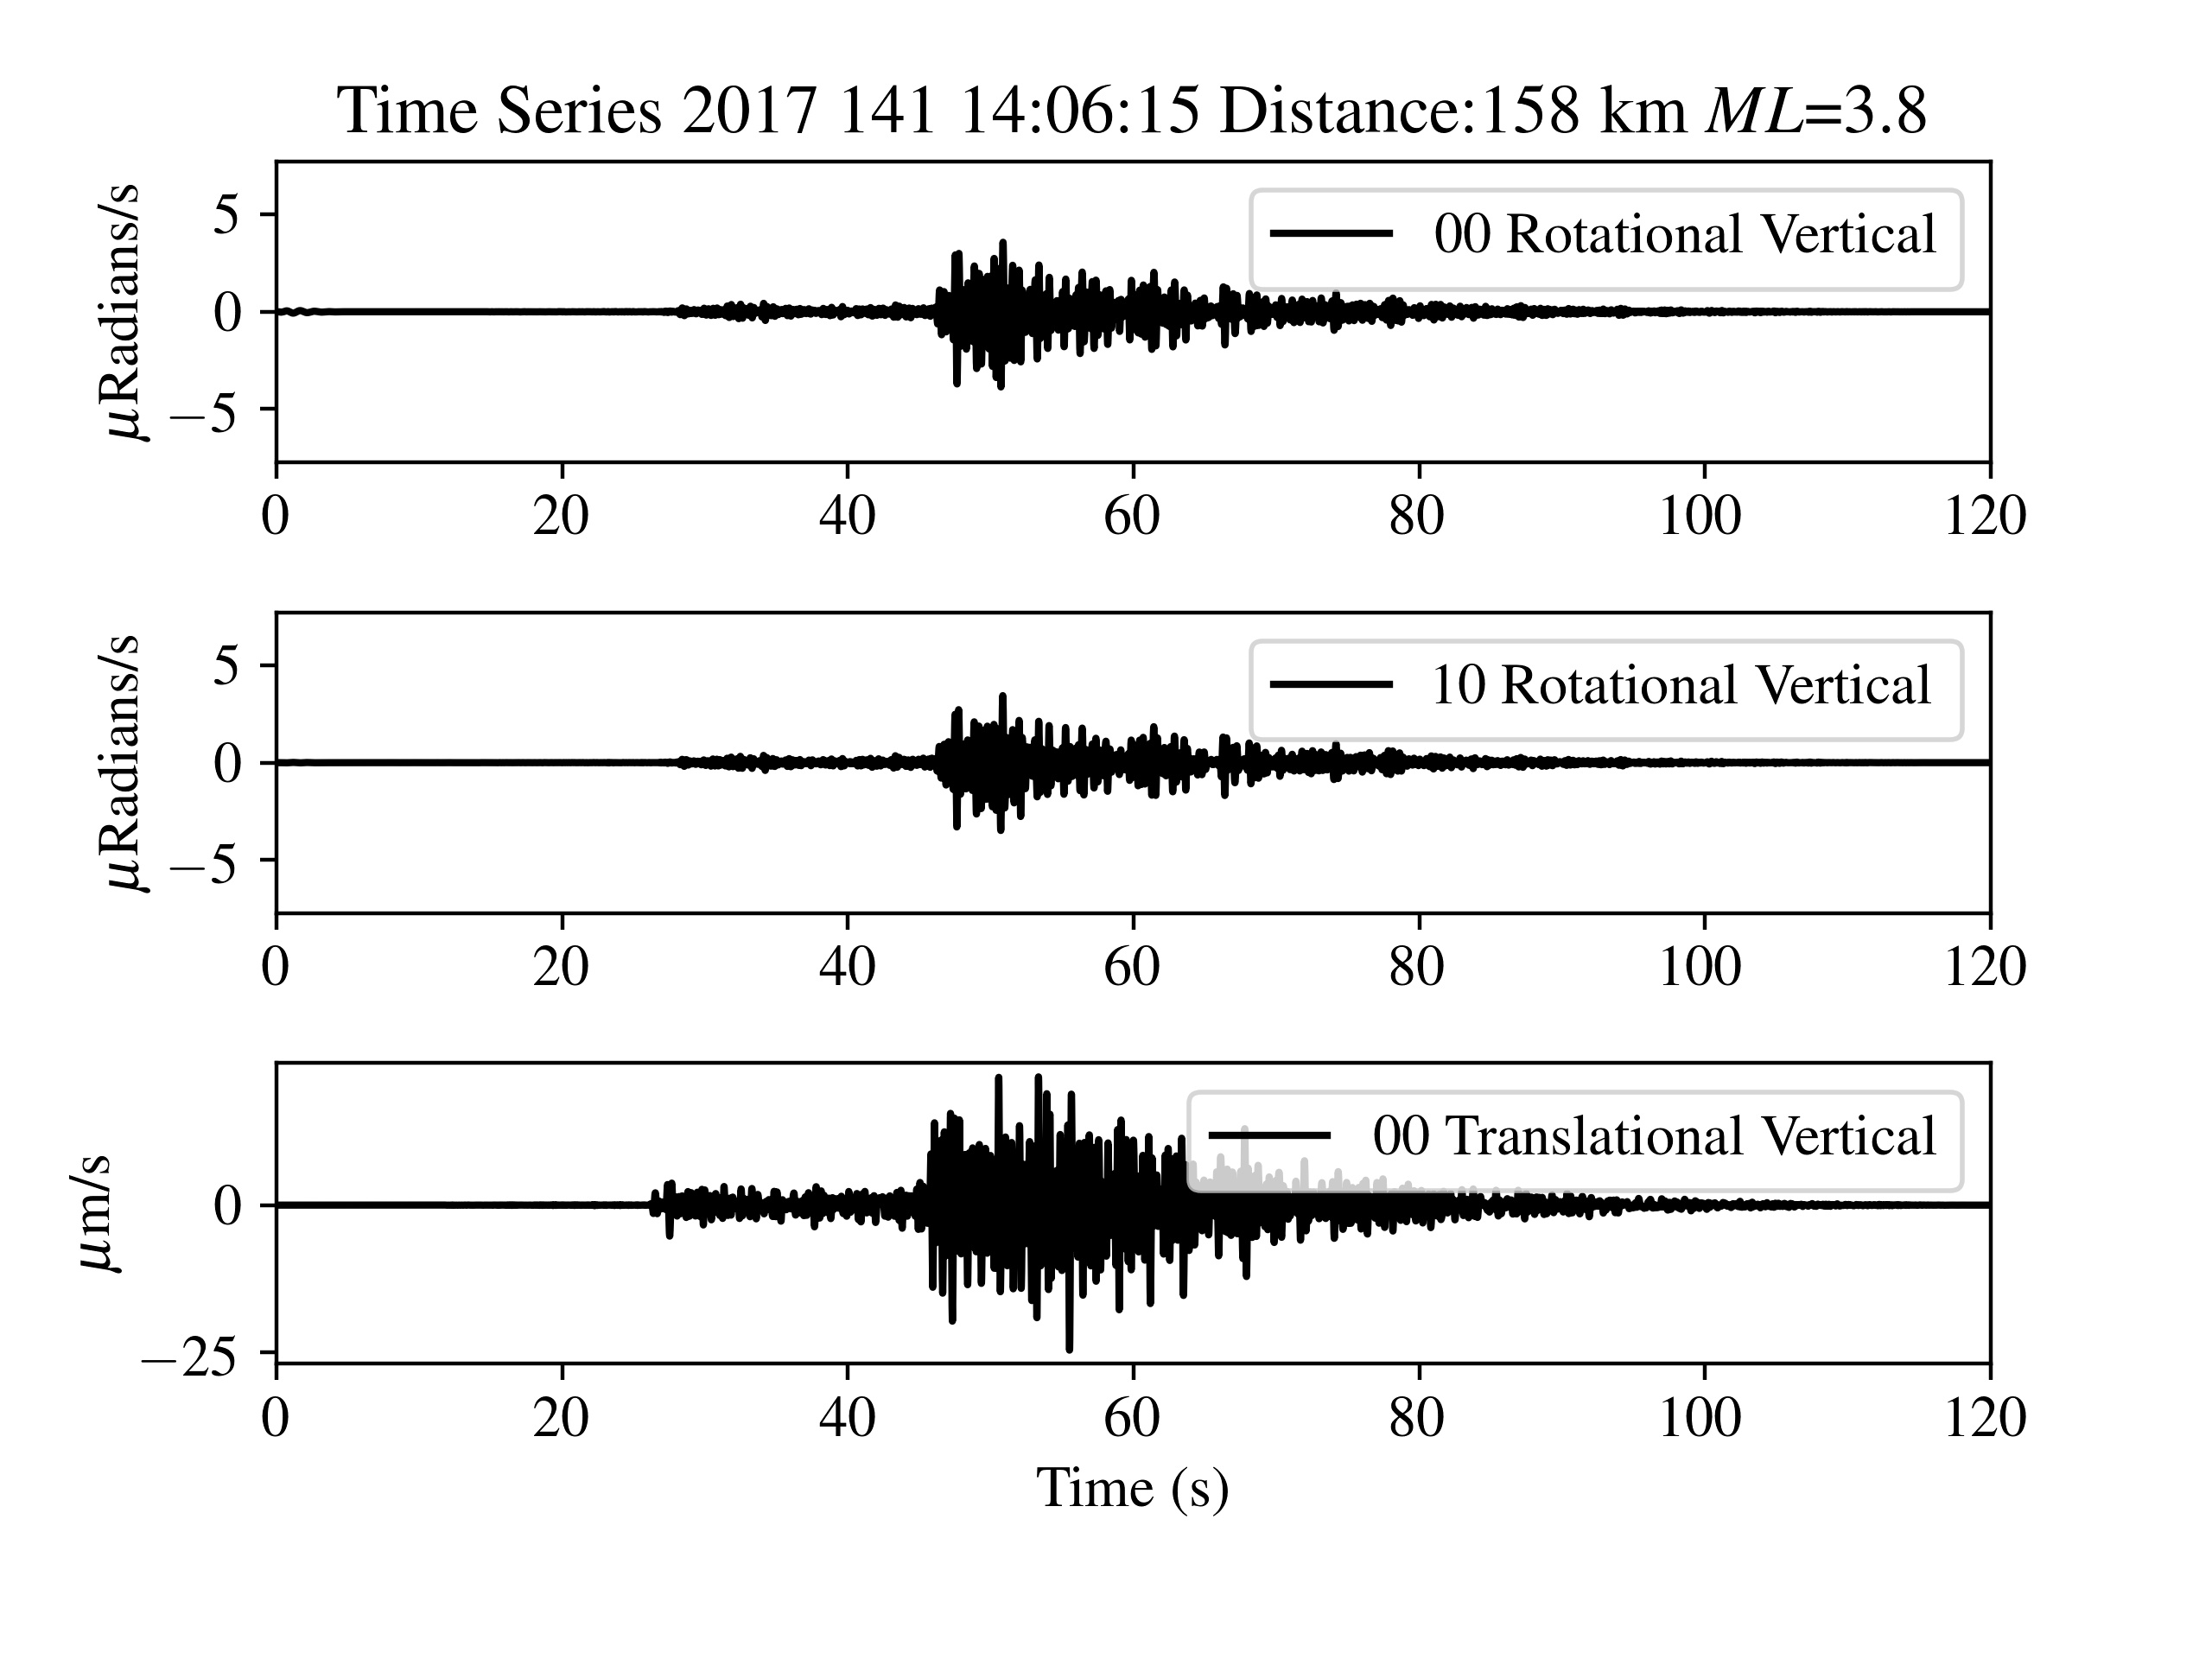 Time Series 2017 141 14:06:15 Distance:158 km ML=3.8
μRadians/s
5
0
−5
00 Rotational Vertical
0 20 40 60 80 100 120
μRadians/s
5
0
−5
10 Rotational Vertical
0 20 40 60 80 100 120
μm/s
0
−25
00 Translational Vertical
0 20 40 60 80 100 120
Time (s)